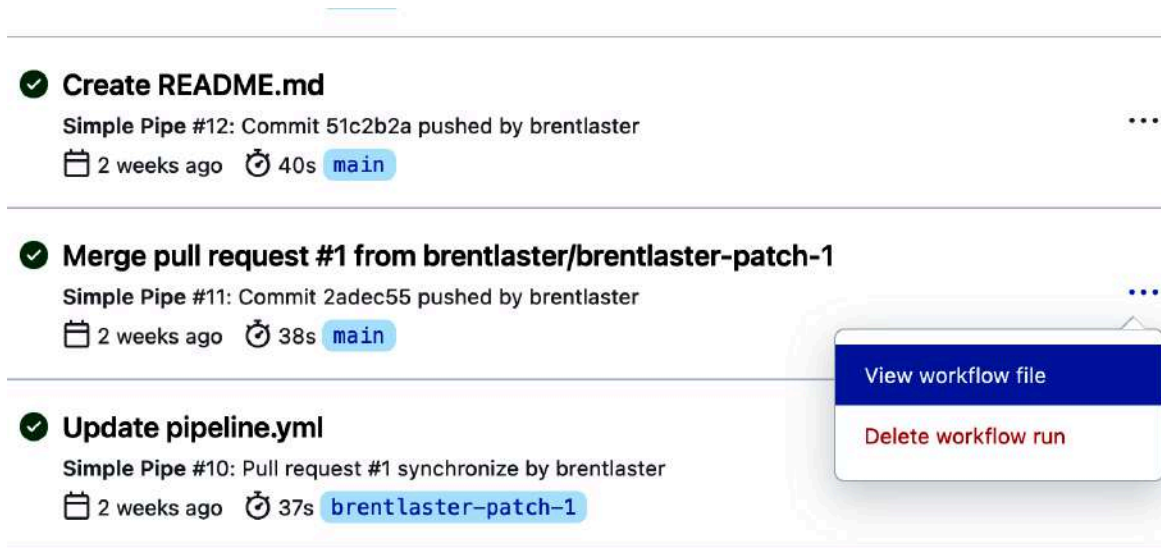 Create README.md
Simple Pipe #12: Commit 51c2b2a pushed by brentlaster
2 weeks ago 40s main
Merge pull request #1 from brentlaster/brentlaster-patch-1
Simple Pipe #11: Commit 2adec55 pushed by brentlaster
2 weeks ago 38s main
View workflow file
Delete workflow run
Update pipeline.yml
Simple Pipe #10: Pull request #1 synchronize by brentlaster
2 weeks ago 37s brentlaster-patch-1